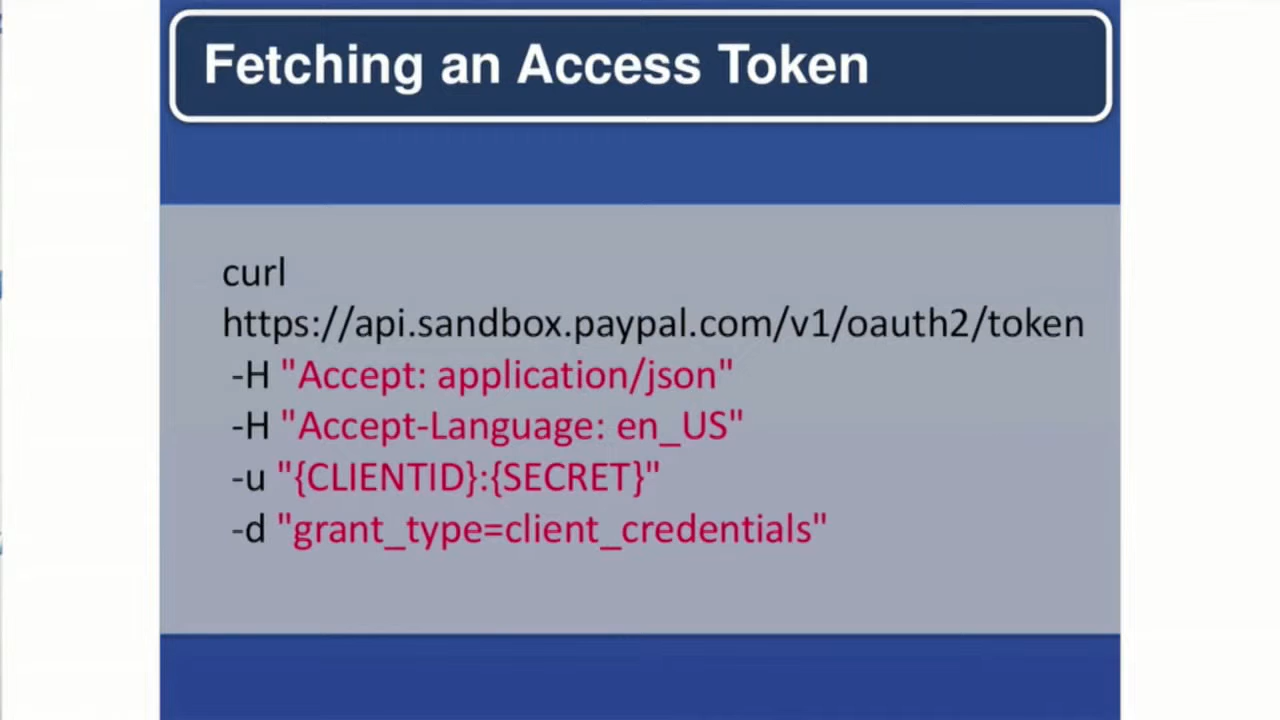 Fetching an Access Token
curl
https://api.sandbox.paypal.com/v1/oauth2/token
-H "Accept: application/json"
-H "Accept-Language: en_US"
-u "{CLIENTID}:{SECRET}"
-d "grant_type=client_credentials"